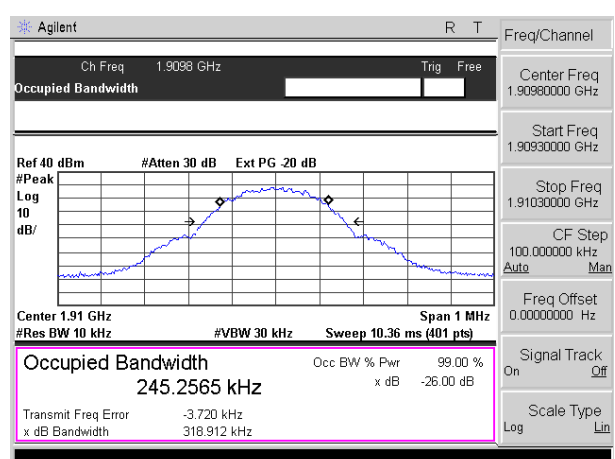 Agilent R T
Freq/Channel
Ch Freq 1.9098 GHz Trig Free
Occupied Bandwidth
Center Freq
1.90980000 GHz
Start Freq
1.90930000 GHz
Stop Freq
1.91030000 GHz
CF Step
100.000000 kHz
Auto Man
Freq Offset
0.00000000 Hz
Signal Track
On Off
Scale Type
Log Lin
Ref 40 dBm #Atten 30 dB Ext PG -20 dB
#Peak
Log
10
dB/
Center 1.91 GHz Span 1 MHz
#Res BW 10 kHz #VBW 30 kHz Sweep 10.36 ms (401 pts)
Occupied Bandwidth Occ BW % Pwr 99.00 %
245.2565 kHz x dB -26.00 dB
Transmit Freq Error -3.720 kHz
x dB Bandwidth 318.912 kHz